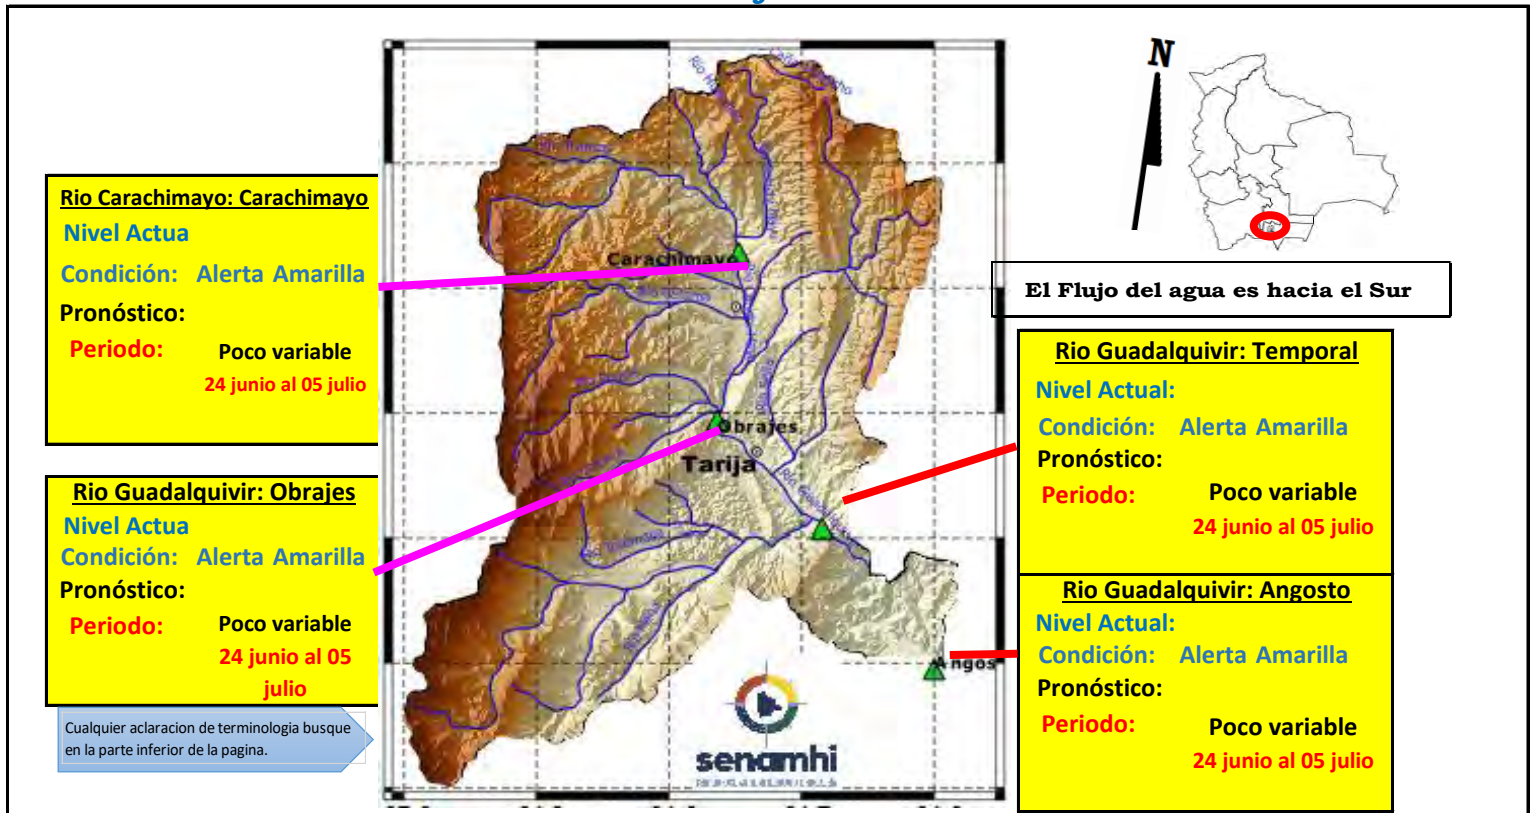 Rio Carachimayo: Carachimayo
Nivel Actua
Condición: Alerta Amarilla
Pronóstico:
Periodo: Poco variable
24 junio al 05 julio
Rio Guadalquivir: Obrajes
Nivel Actua
Condición: Alerta Amarilla
Pronóstico:
Periodo: Poco variable
24 junio al 05
julio
Cualquier aclaracion de terminologia busque
en la parte inferior de la pagina.
Carachimayo
Obrajes
Tarija
Angos
senamhi
N
El Flujo del agua es hacia el Sur
Rio Guadalquivir: Temporal
Nivel Actual:
Condición: Alerta Amarilla
Pronóstico:
Periodo: Poco variable
24 junio al 05 julio
Rio Guadalquivir: Angosto
Nivel Actual:
Condición: Alerta Amarilla
Pronóstico:
Periodo: Poco variable
24 junio al 05 julio